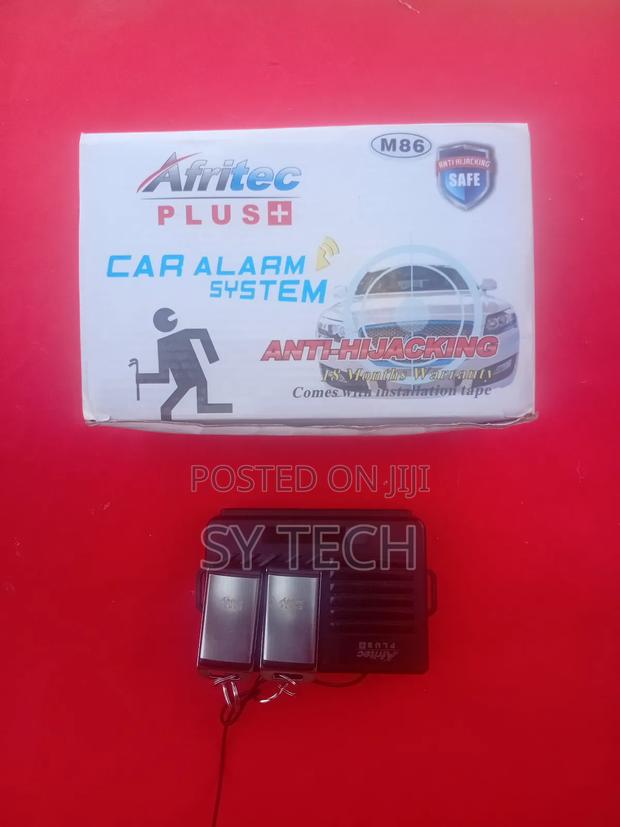 M86
ANTI HIJACKING
SAFE
Afritec
PLUS+
CAR ALARM
SYSTEM
ANTI-HIJACKING
18 Months Warranty
Comes with installation tape
POSTED ON JIJI
SY TECH
Afritec
PLUS+